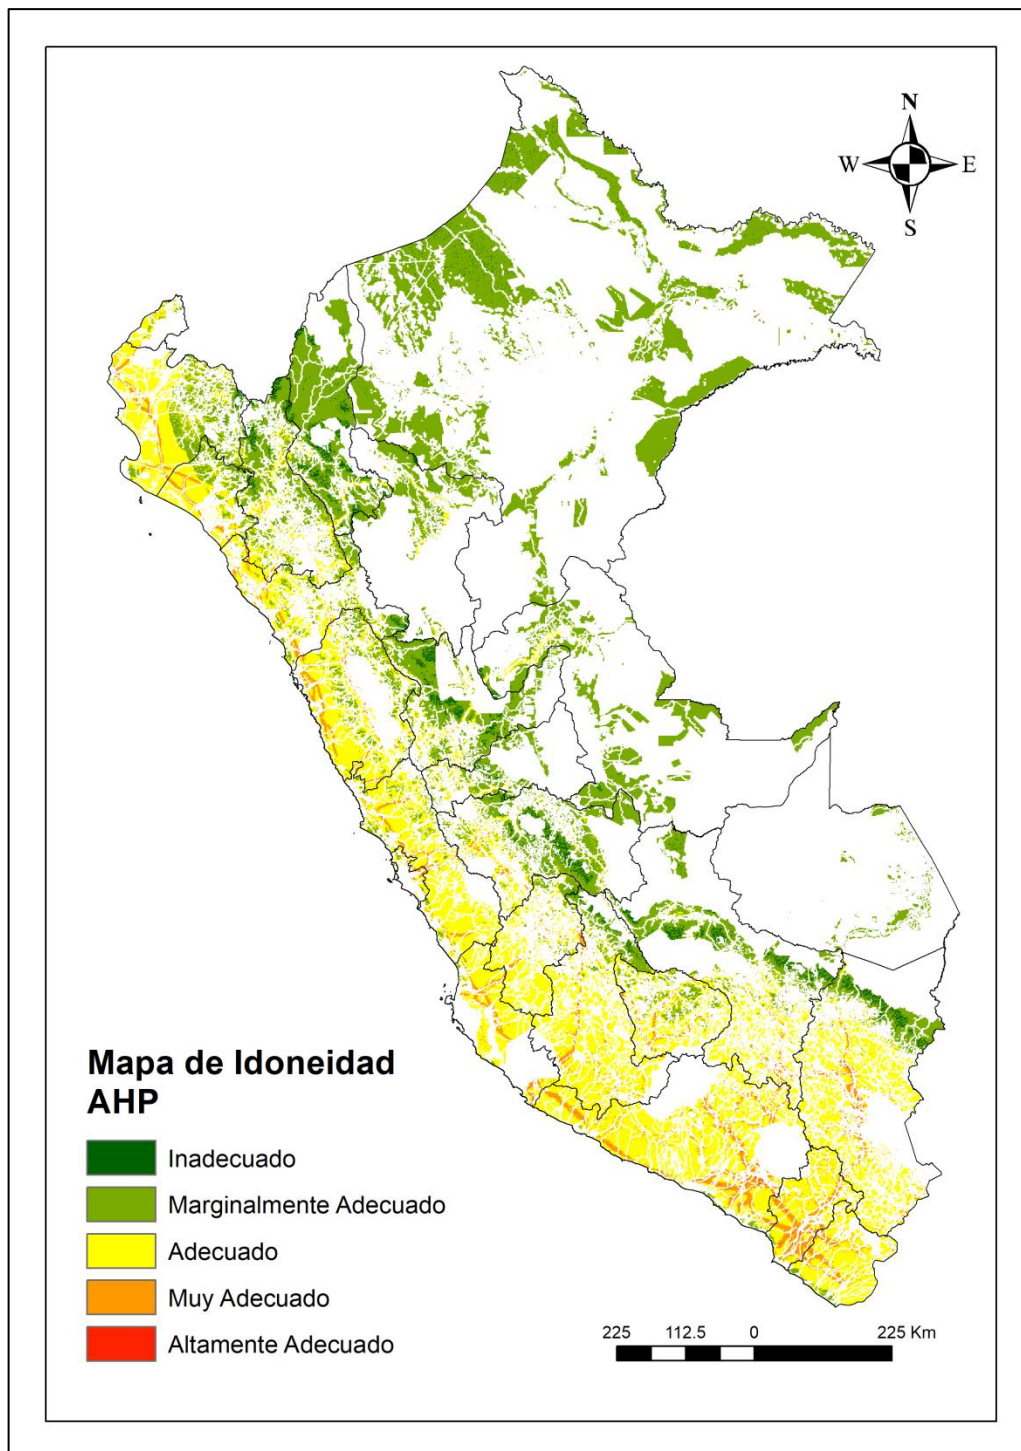 N
W E
S
Mapa de Idoneidad
AHP
Inadecuado
Marginalmente Adecuado
Adecuado
Muy Adecuado
Altamente Adecuado
225 112.5 0 225 Km